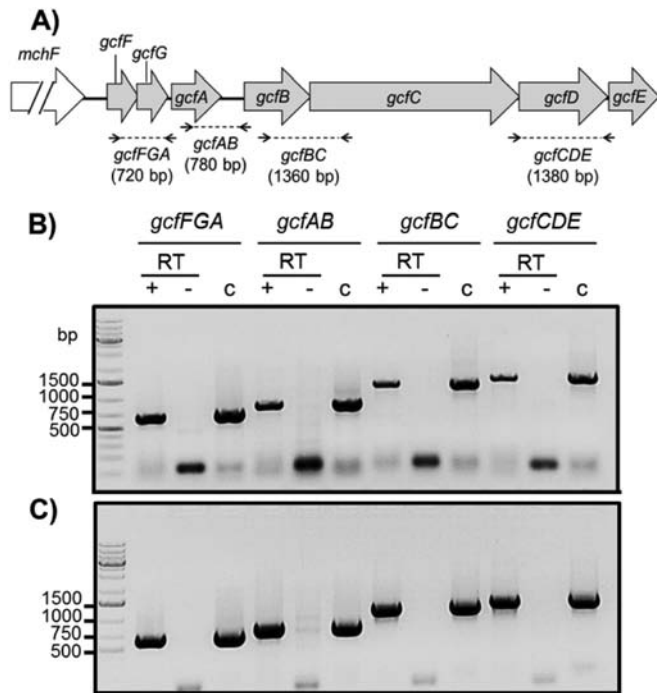 A)
gcfF
mchF gcfG
gcfA gcfB gcfC gcfD gcfE
gcfFGA gcfAB gcfBC gcfCDE
(720 bp) (780 bp) (1360 bp) (1380 bp)
B) gcfFGA gcfAB gcfBC gcfCDE
RT RT RT RT
+ - c + - c + - c + - c
bp
1500
1000
750
500
C)
1500
1000
750
500